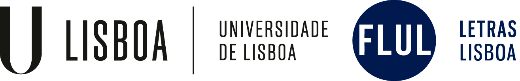 U LISBOA
UNIVERSIDADE
DE LISBOA
FLUL
LETRAS
LISBOA